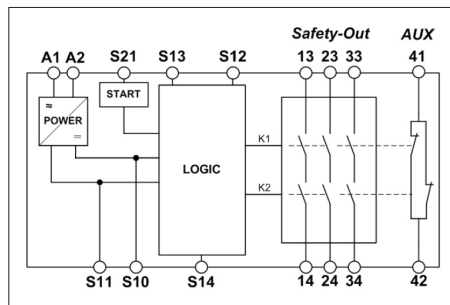 Safety-Out AUX
A1 A2 S21 S13 S12 13 23 33 41
START
≈
POWER
⎓
K1
LOGIC
K2
S11 S10 S14 14 24 34 42